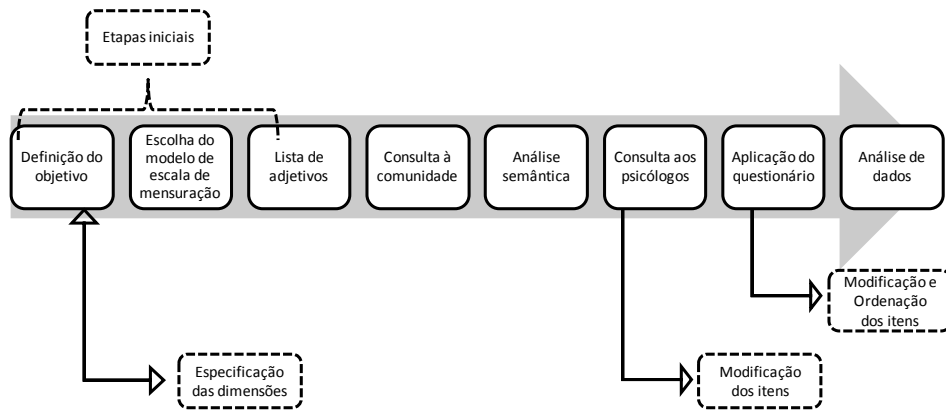 Etapas iniciais
Definição do
objetivo
Escolha do
modelo de
escala de
mensuração
Lista de
adjetivos
Consulta à
comunidade
Análise
semântica
Consulta aos
psicólogos
Aplicação do
questionário
Análise de
dados
Modificação e
Ordenação
dos itens
Especificação
das dimensões
Modificação
dos itens